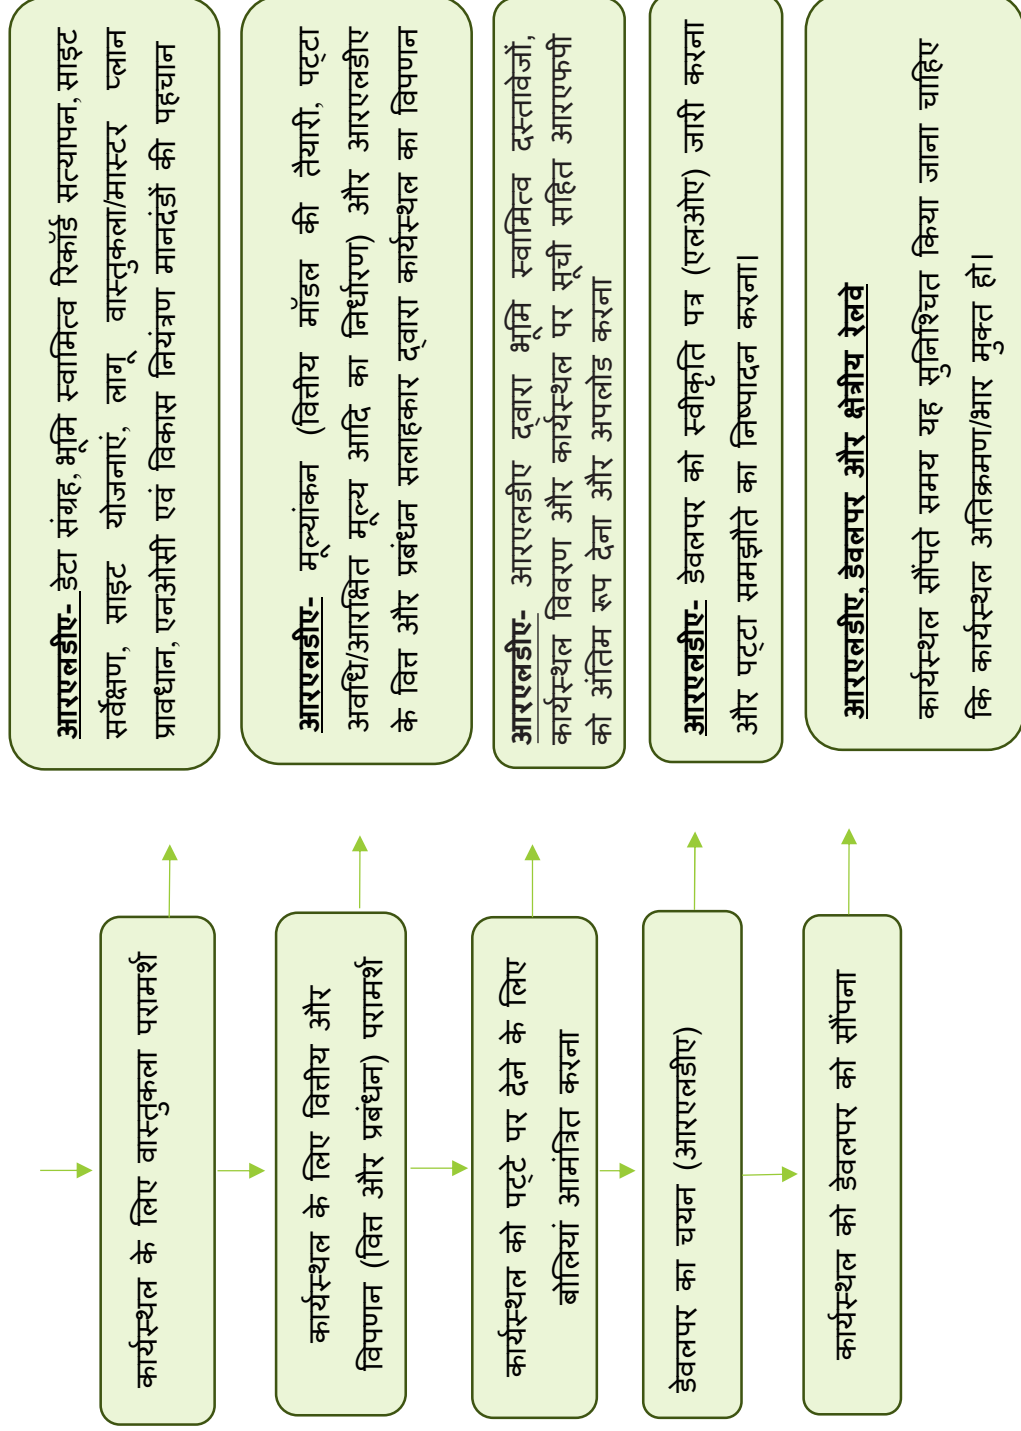 कार्यस्थल के लिए वास्तुकला परामर्श
आरएलडीए- डेटा संग्रह, भूमि स्वामित्व रिकॉर्ड सत्यापन, साइट
सर्वेक्षण, साइट योजनाएं, लागू वास्तुकला/मास्टर प्लान
प्रावधान, एनओसी एवं विकास नियंत्रण मानदंडों की पहचान
कार्यस्थल के लिए वित्तीय और
विपणन (वित्त और प्रबंधन) परामर्श
आरएलडीए- मूल्यांकन (वित्तीय मॉडल की तैयारी, पट्टा
अवधि/आरक्षित मूल्य आदि का निर्धारण) और आरएलडीए
के वित्त और प्रबंधन सलाहकार द्वारा कार्यस्थल का विपणन
कार्यस्थल को पट्टे पर देने के लिए
बोलियां आमंत्रित करना
आरएलडीए- आरएलडीए द्वारा भूमि स्वामित्व दस्तावेजों,
कार्यस्थल विवरण और कार्यस्थल पर सूची सहित आरएफपी
को अंतिम रूप देना और अपलोड करना
डेवलपर का चयन (आरएलडीए)
आरएलडीए- डेवलपर को स्वीकृति पत्र (एलओए) जारी करना
और पट्टा समझौते का निष्पादन करना।
कार्यस्थल को डेवलपर को सौंपना
आरएलडीए, डेवलपर और क्षेत्रीय रेलवे
कार्यस्थल सौंपते समय यह सुनिश्चित किया जाना चाहिए
कि कार्यस्थल अतिक्रमण/भार मुक्त हो।